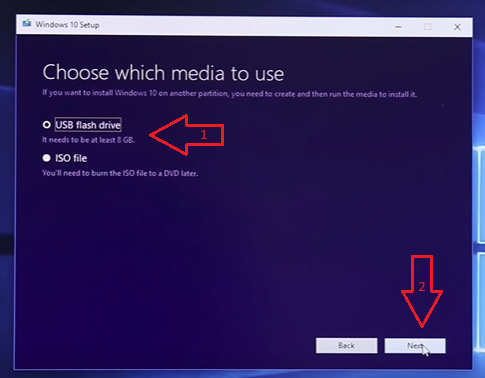 Windows 10 Setup
Choose which media to use
If you want to install Windows 10 on another partition, you need to create and then run the media to install it.
USB flash drive
1
It needs to be at least 8 GB.
ISO file
You'll need to burn the ISO file to a DVD later.
2
Back
Next